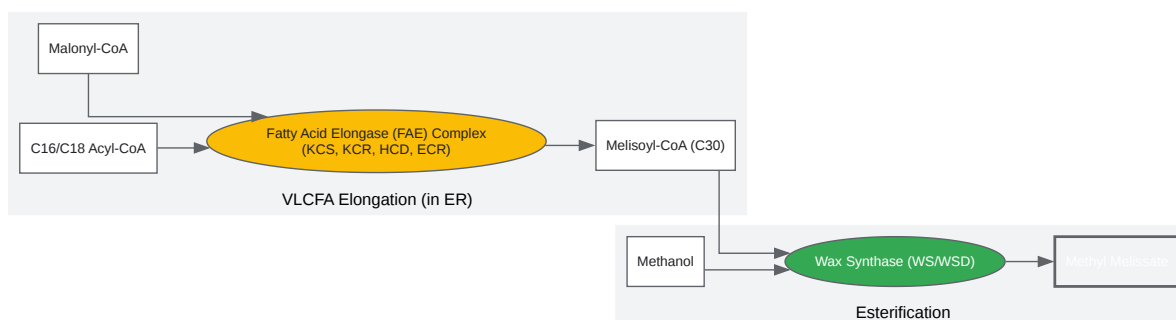 Malonyl-CoA
C16/C18 Acyl-CoA
Fatty Acid Elongase (FAE) Complex
(KCS, KCR, HCD, ECR)
Melisoyl-CoA (C30)
VLCFA Elongation (in ER)
Methanol
Wax Synthase (WS/WSD)
Methyl Melissate
Esterification